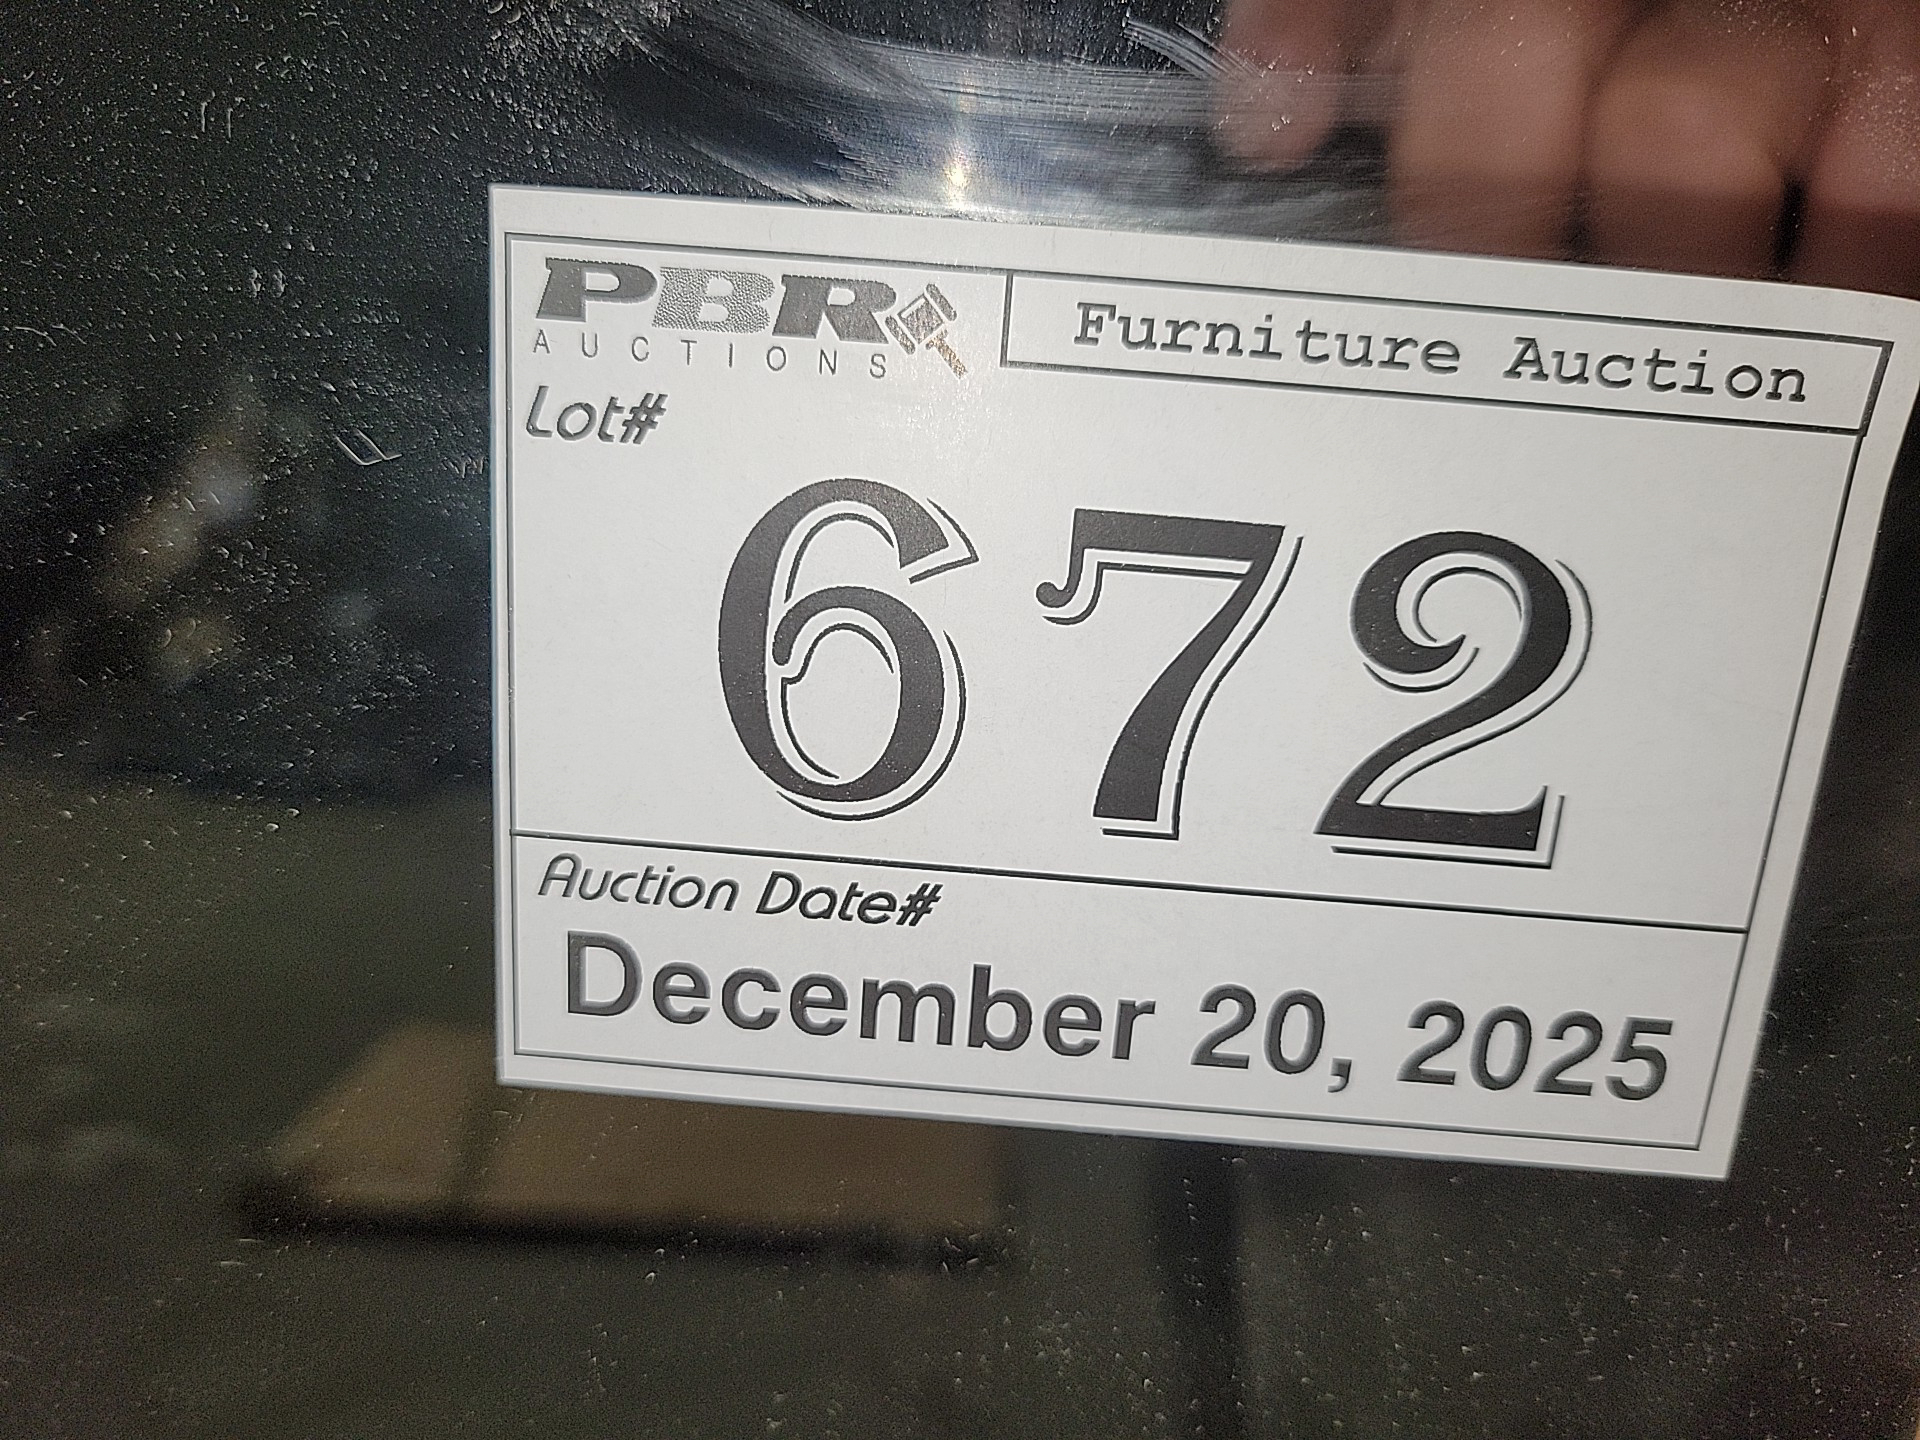 PBR
AUCTIONS
Furniture Auction
Lot#
672
Auction Date#
December 20, 2025